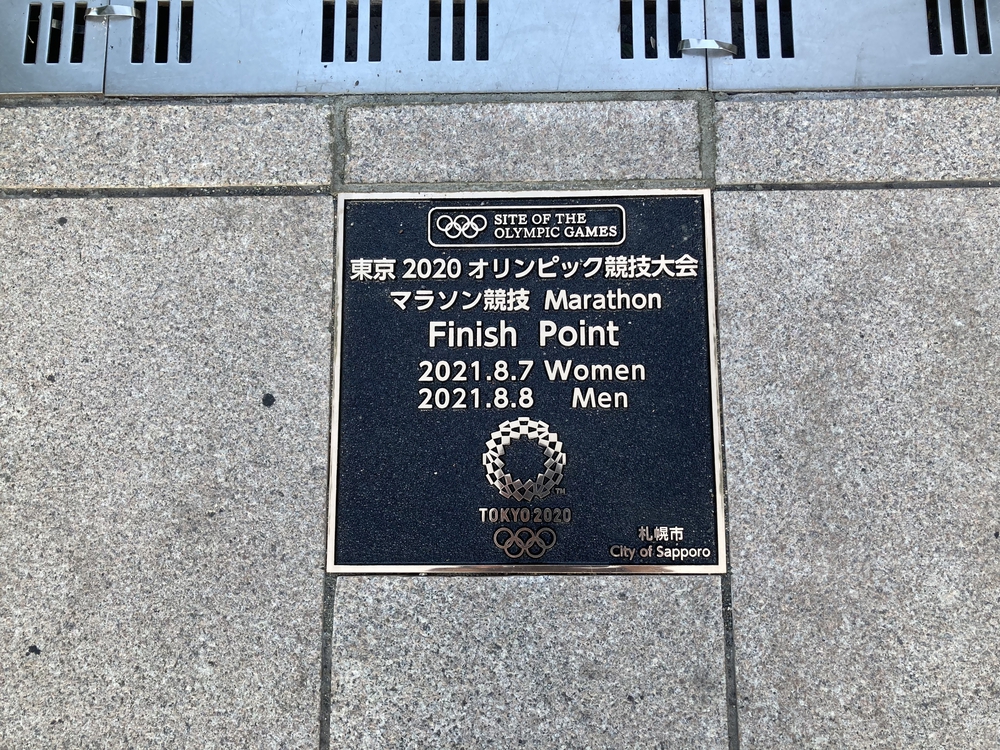 SITE OF THE
OLYMPIC GAMES
東京 2020 オリンピック競技大会
マラソン競技 Marathon
Finish Point
2021.8.7 Women
2021.8.8 Men
TM
TOKYO 2020
札幌市
City of Sapporo